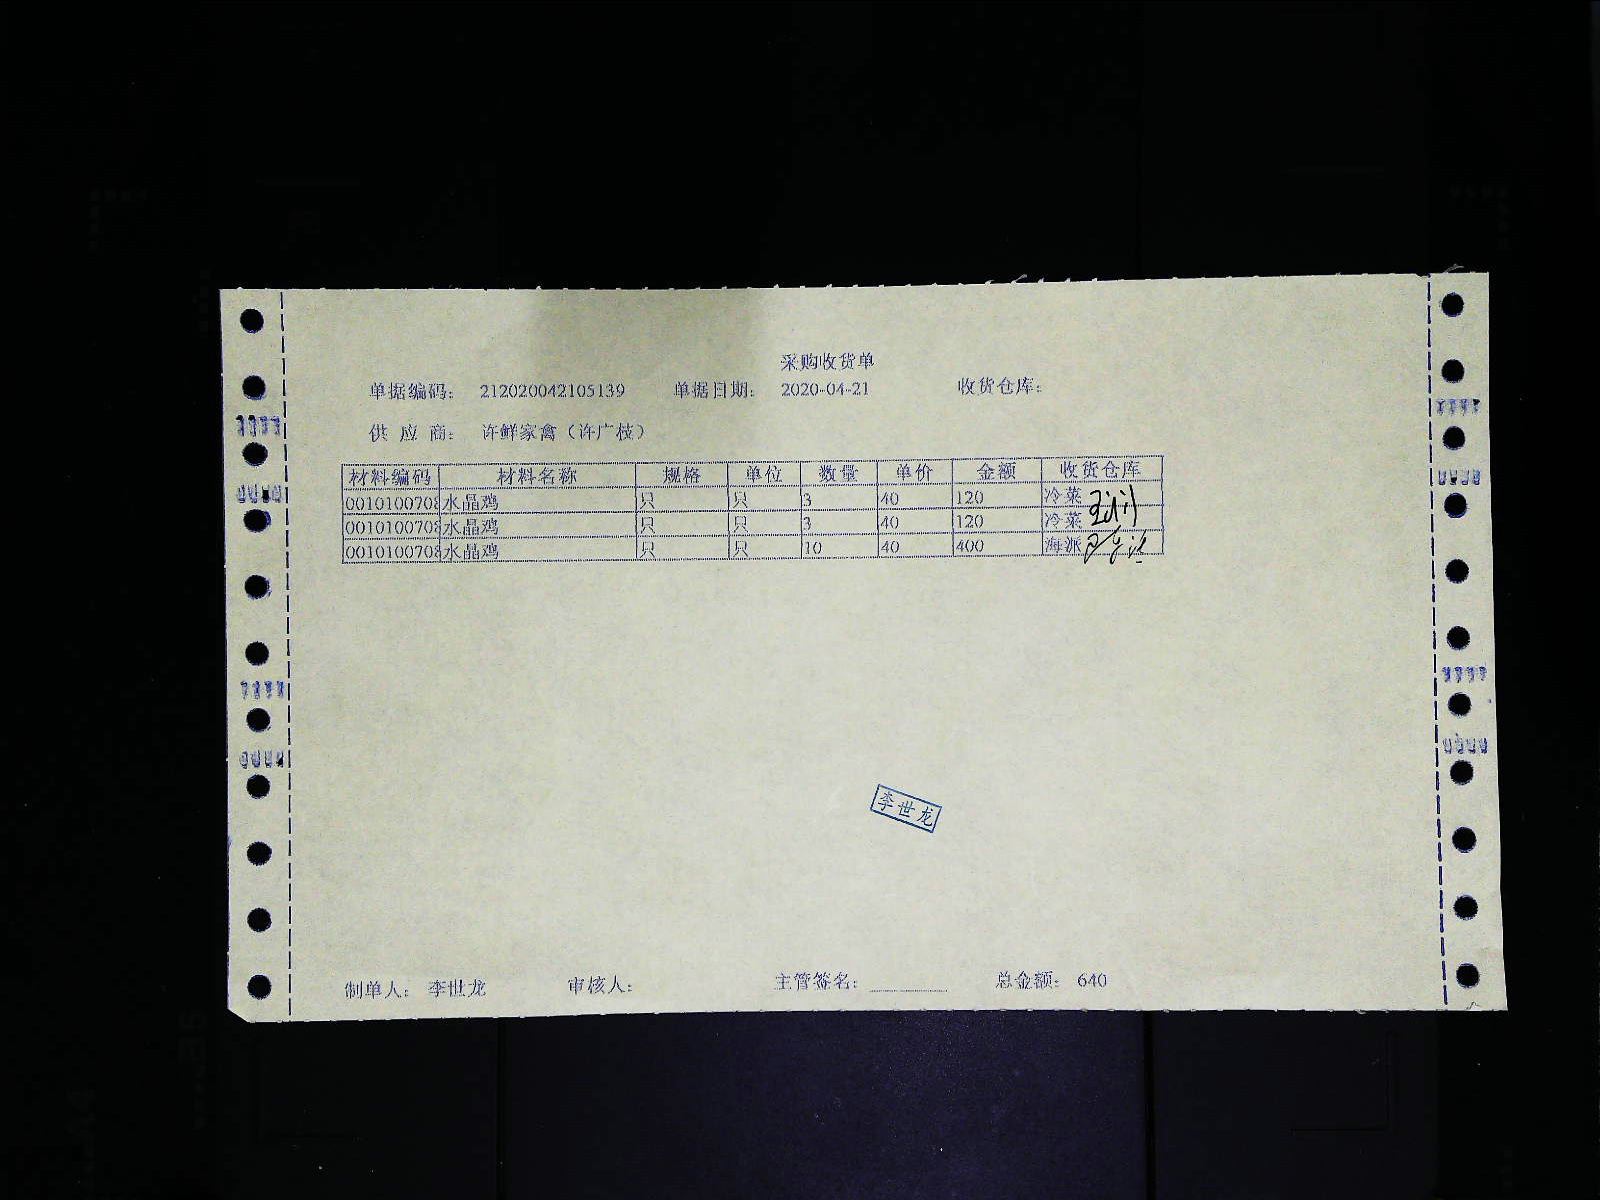 采购收货单
单据编码： 212020042105139 单据日期： 2020-04-21 收货仓库：
供 应 商： 许鲜家禽（许广枝）
材料编码 材料名称 规格 单位 数量 单价 金额 收货仓库
0010100708 水晶鸡 只 只 3 40 120 冷菜
0010100708 水晶鸡 只 只 3 40 120 冷菜
0010100708 水晶鸡 只 只 10 40 400 海派
李世龙
制单人： 李世龙 审核人： 主管签名： 总金额： 640